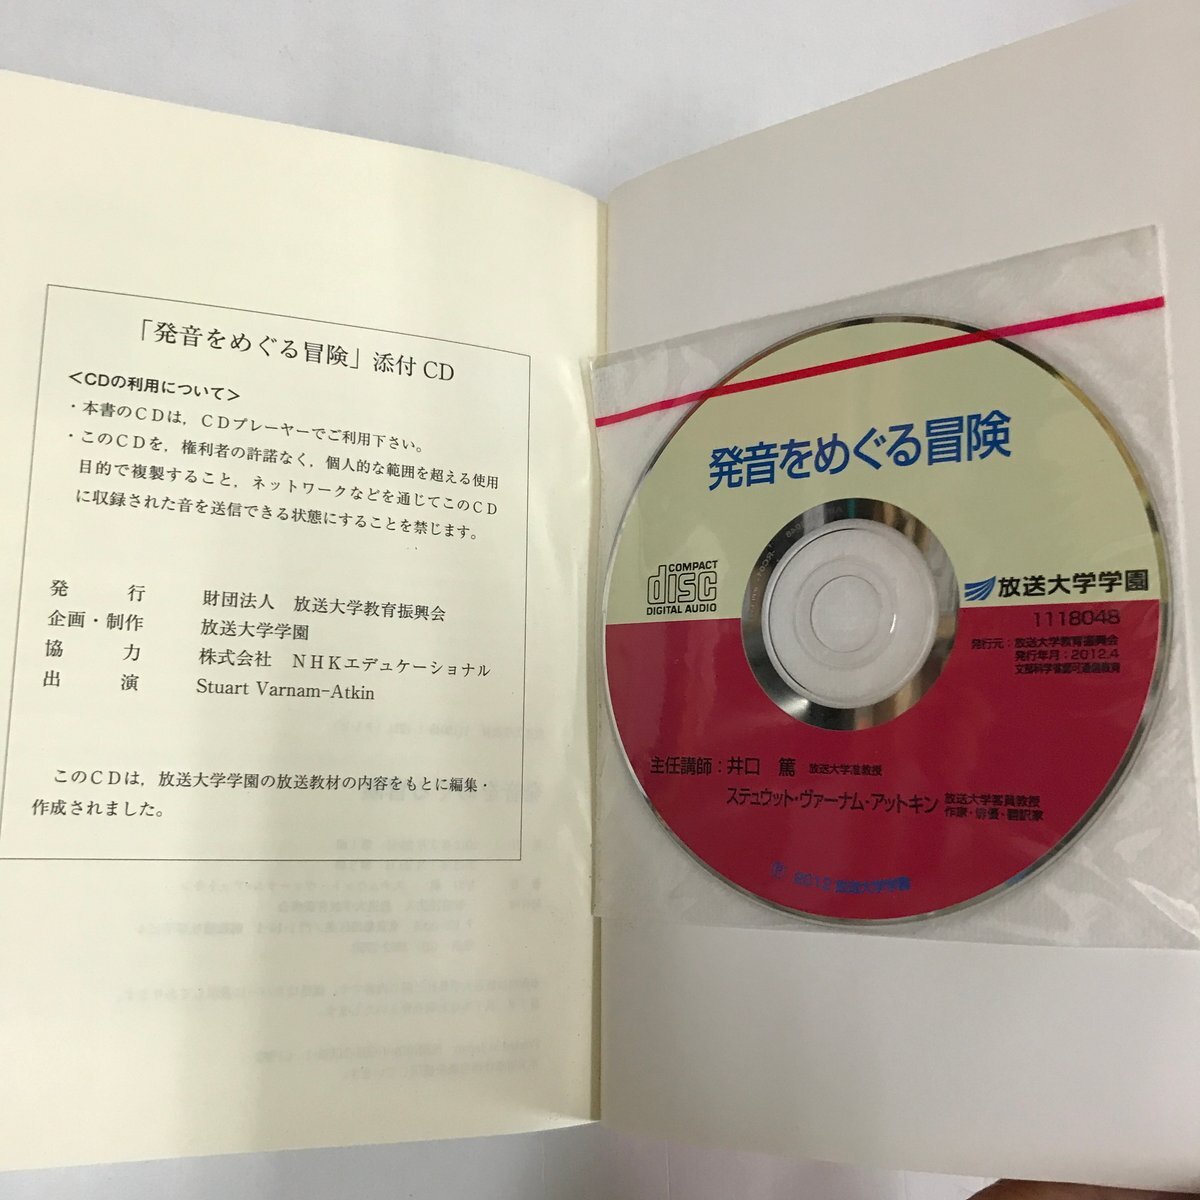 「発音をめぐる冒険」添付 CD
＜CDの利用について＞
・本書のＣＤは，ＣＤプレーヤーでご利用下さい。
・このＣＤを，権利者の許諾なく，個人的な範囲を超える使用
目的で複製すること，ネットワークなどを通じてこのＣＤ
に収録された音を送信できる状態にすることを禁じます。
発行 財団法人 放送大学教育振興会
企画・制作 放送大学学園
協力 株式会社 ＮＨＫエデュケーショナル
出演 Stuart Varnam-Atkin
このＣＤは，放送大学学園の放送教材の内容をもとに編集・
作成されました。
発音をめぐる冒険
COMPACT
disc
DIGITAL AUDIO
放送大学学園
1118048
発行元：放送大学教育振興会
発行年月：2012.4
文部科学省認可通信教育
主任講師：井口 篤 放送大学准教授
ステュウット・ヴァーナム・アットキン 放送大学客員教授
作家・俳優・翻訳家
Ⓟ 2012 放送大学学園